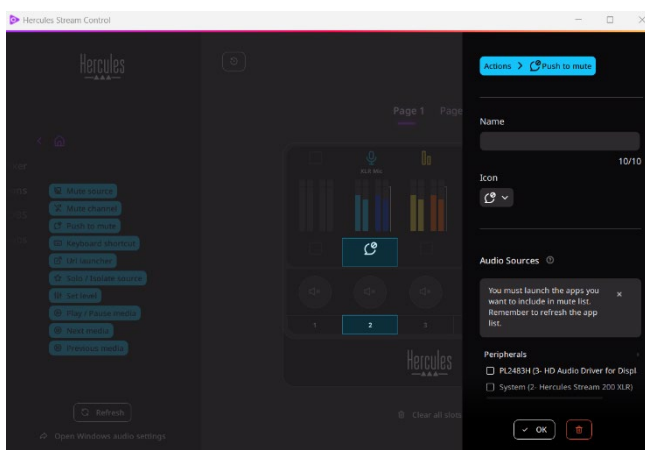 Hercules Stream Control
Hercules
Page 1
Page
XLR Mic
Mute source
Mute channel
Push to mute
Keyboard shortcut
Url launcher
Solo / Isolate source
Set level
Play / Pause media
Next media
Previous media
Refresh
Open Windows audio settings
1
2
3
Hercules
Clear all slots
Actions > Push to mute
Name
10/10
Icon
Audio Sources
You must launch the apps you
want to include in mute list.
Remember to refresh the app
list.
Peripherals
PL2483H (3- HD Audio Driver for Displ
System (2- Hercules Stream 200 XLR)
OK